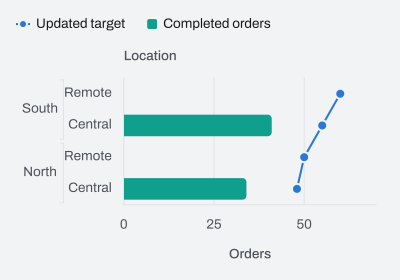 Updated target Completed orders
Location
Remote
South
Central
Remote
North
Central
0 25 50
Orders